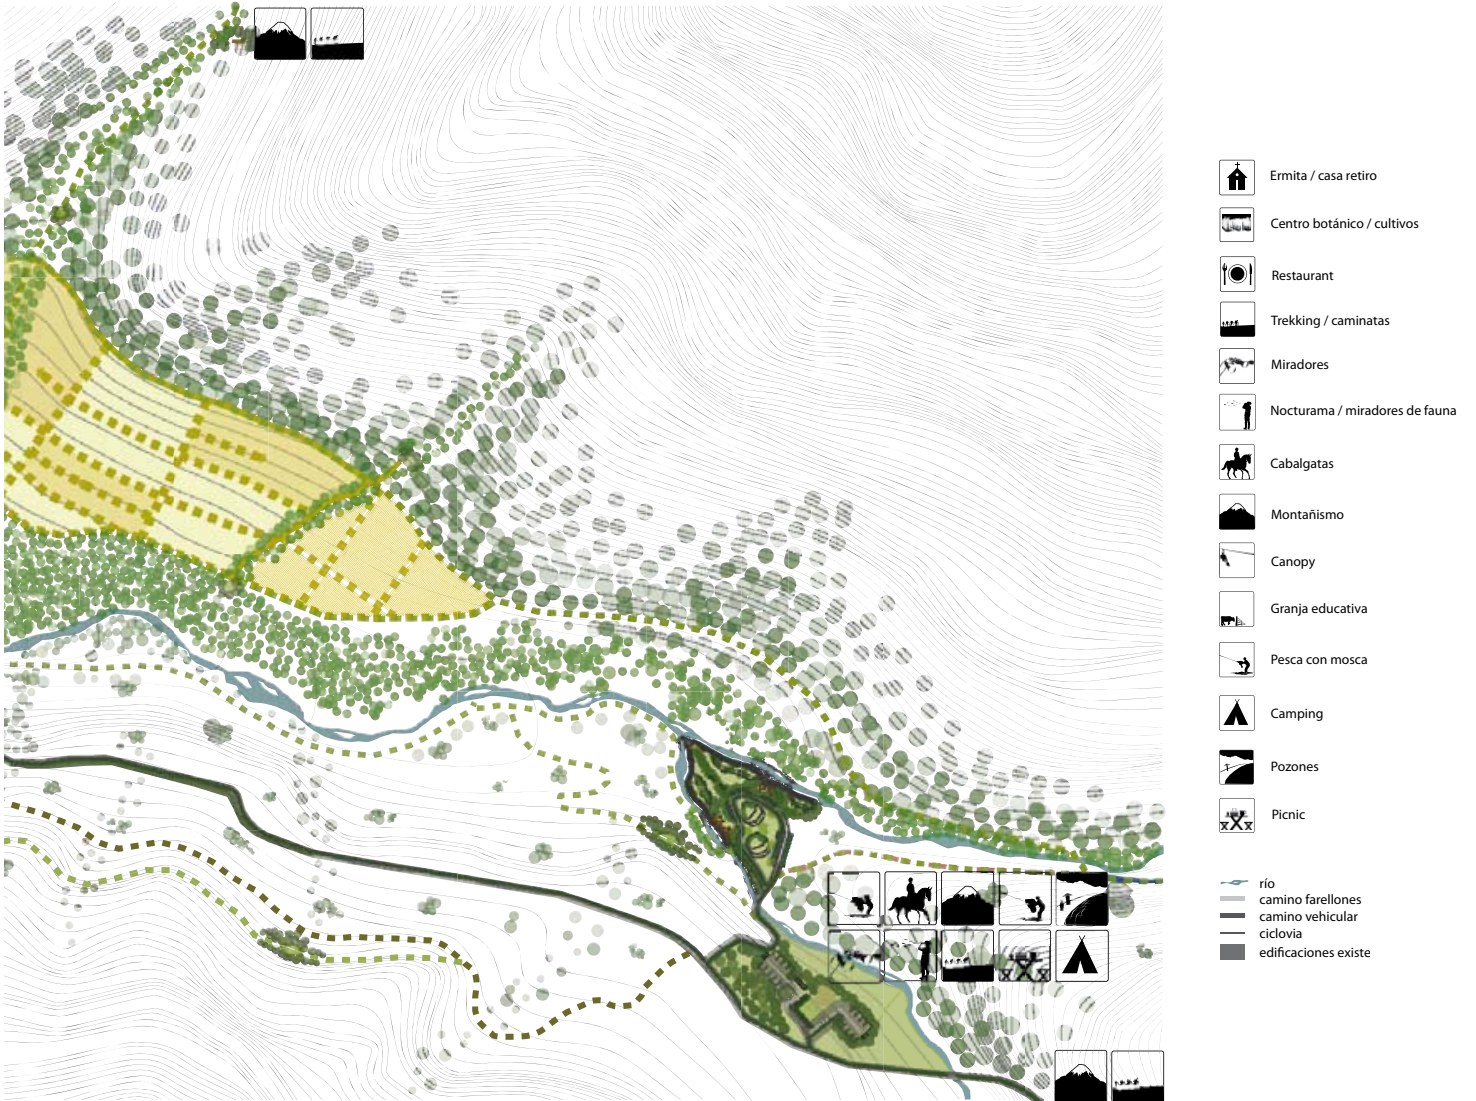 Ermita / casa retiro
Centro botánico / cultivos
Restaurant
Trekking / caminatas
Miradores
Nocturama / miradores de fauna
Cabalgatas
Montañismo
Canopy
Granja educativa
Pesca con mosca
Camping
Pozones
Picnic
río
camino farellones
camino vehicular
ciclovia
edificaciones existe